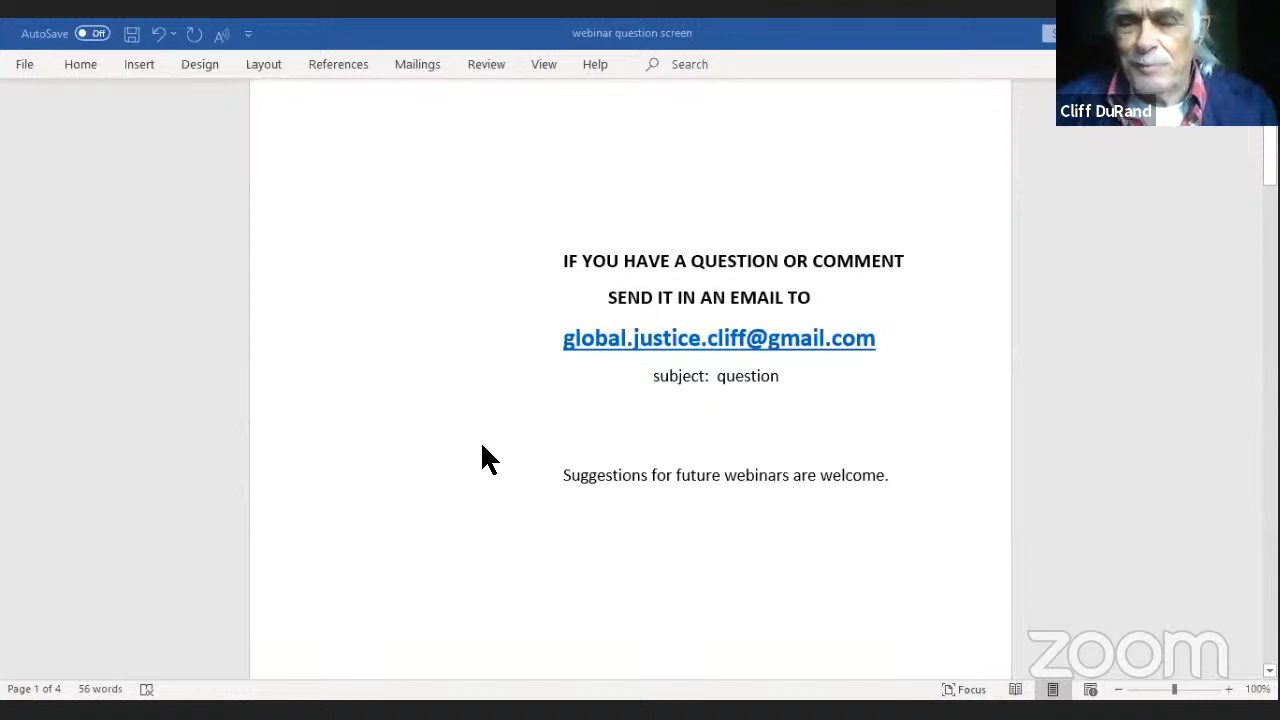 AutoSave Off webinar question screen
File Home Insert Design Layout References Mailings Review View Help Search
Cliff DuRand
IF YOU HAVE A QUESTION OR COMMENT
SEND IT IN AN EMAIL TO
global.justice.cliff@gmail.com
subject: question
Suggestions for future webinars are welcome.
zoom
Page 1 of 4 56 words Focus 100%